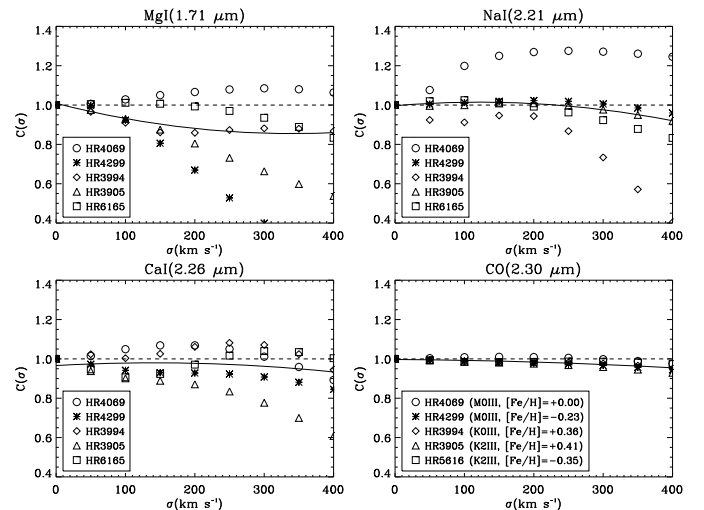 MgI(1.71 μm)
1.4
1.2
1.0
0.8
0.6
0.4
C(σ)
HR4069
HR4299
HR3994
HR3905
HR6165
0 100 200 300 400
σ(km s⁻¹)
NaI(2.21 μm)
1.4
1.2
1.0
0.8
0.6
0.4
C(σ)
HR4069
HR4299
HR3994
HR3905
HR6165
0 100 200 300 400
σ(km s⁻¹)
CaI(2.26 μm)
1.4
1.2
1.0
0.8
0.6
0.4
C(σ)
HR4069
HR4299
HR3994
HR3905
HR6165
0 100 200 300 400
σ(km s⁻¹)
CO(2.30 μm)
1.4
1.2
1.0
0.8
0.6
0.4
C(σ)
HR4069 (M0III, [Fe/H]=+0.00)
HR4299 (M0III, [Fe/H]=−0.23)
HR3994 (K0III, [Fe/H]=+0.36)
HR3905 (K2III, [Fe/H]=+0.41)
HR5616 (K2III, [Fe/H]=−0.35)
0 100 200 300 400
σ(km s⁻¹)